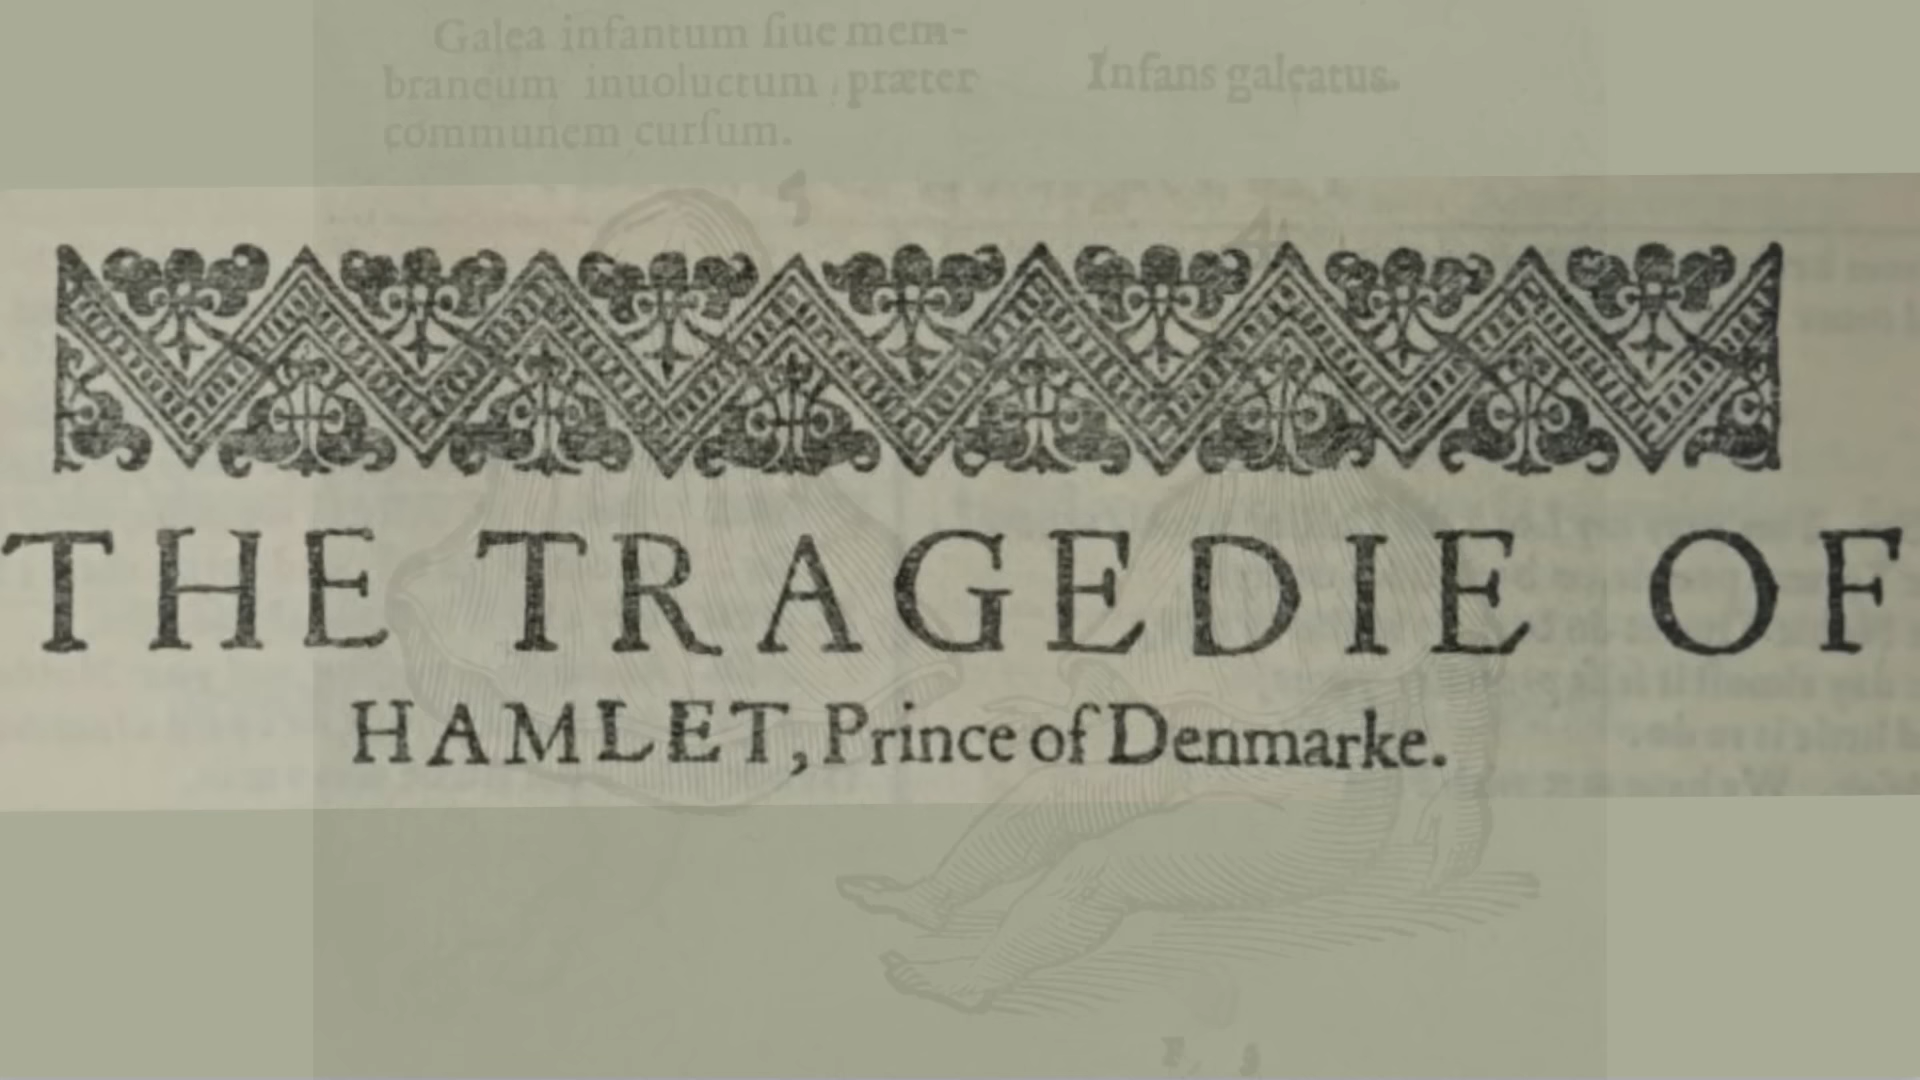 Galea infantum ſiue mem-
braneum inuoluctum præter
communem curſum.
Infans galeatus.
THE TRAGEDIE OF
HAMLET, Prince of Denmarke.